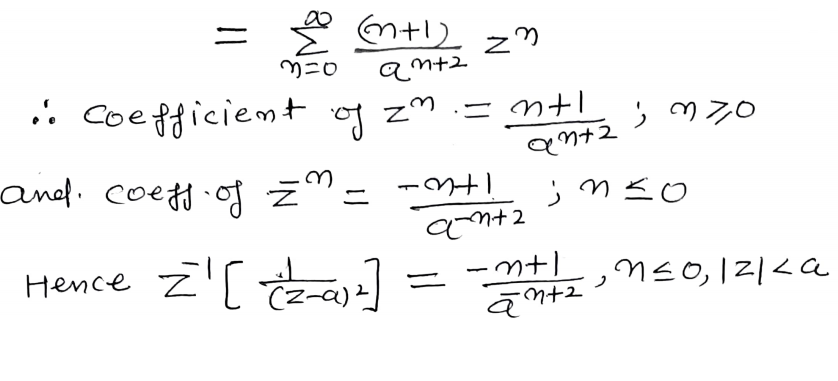 = ∑_{n=0}^{∞} (n+1)/a^{n+2} z^n
∴ coefficient of z^n = n+1/a^{n+2} ; n ≥ 0
and. coeff. of z^{-n} = -n+1/a^{-n+2} ; n ≤ 0
Hence Z^{-1}[1/(z-a)^2] = -n+1/a^{-n+2}, n ≤ 0, |z| < a